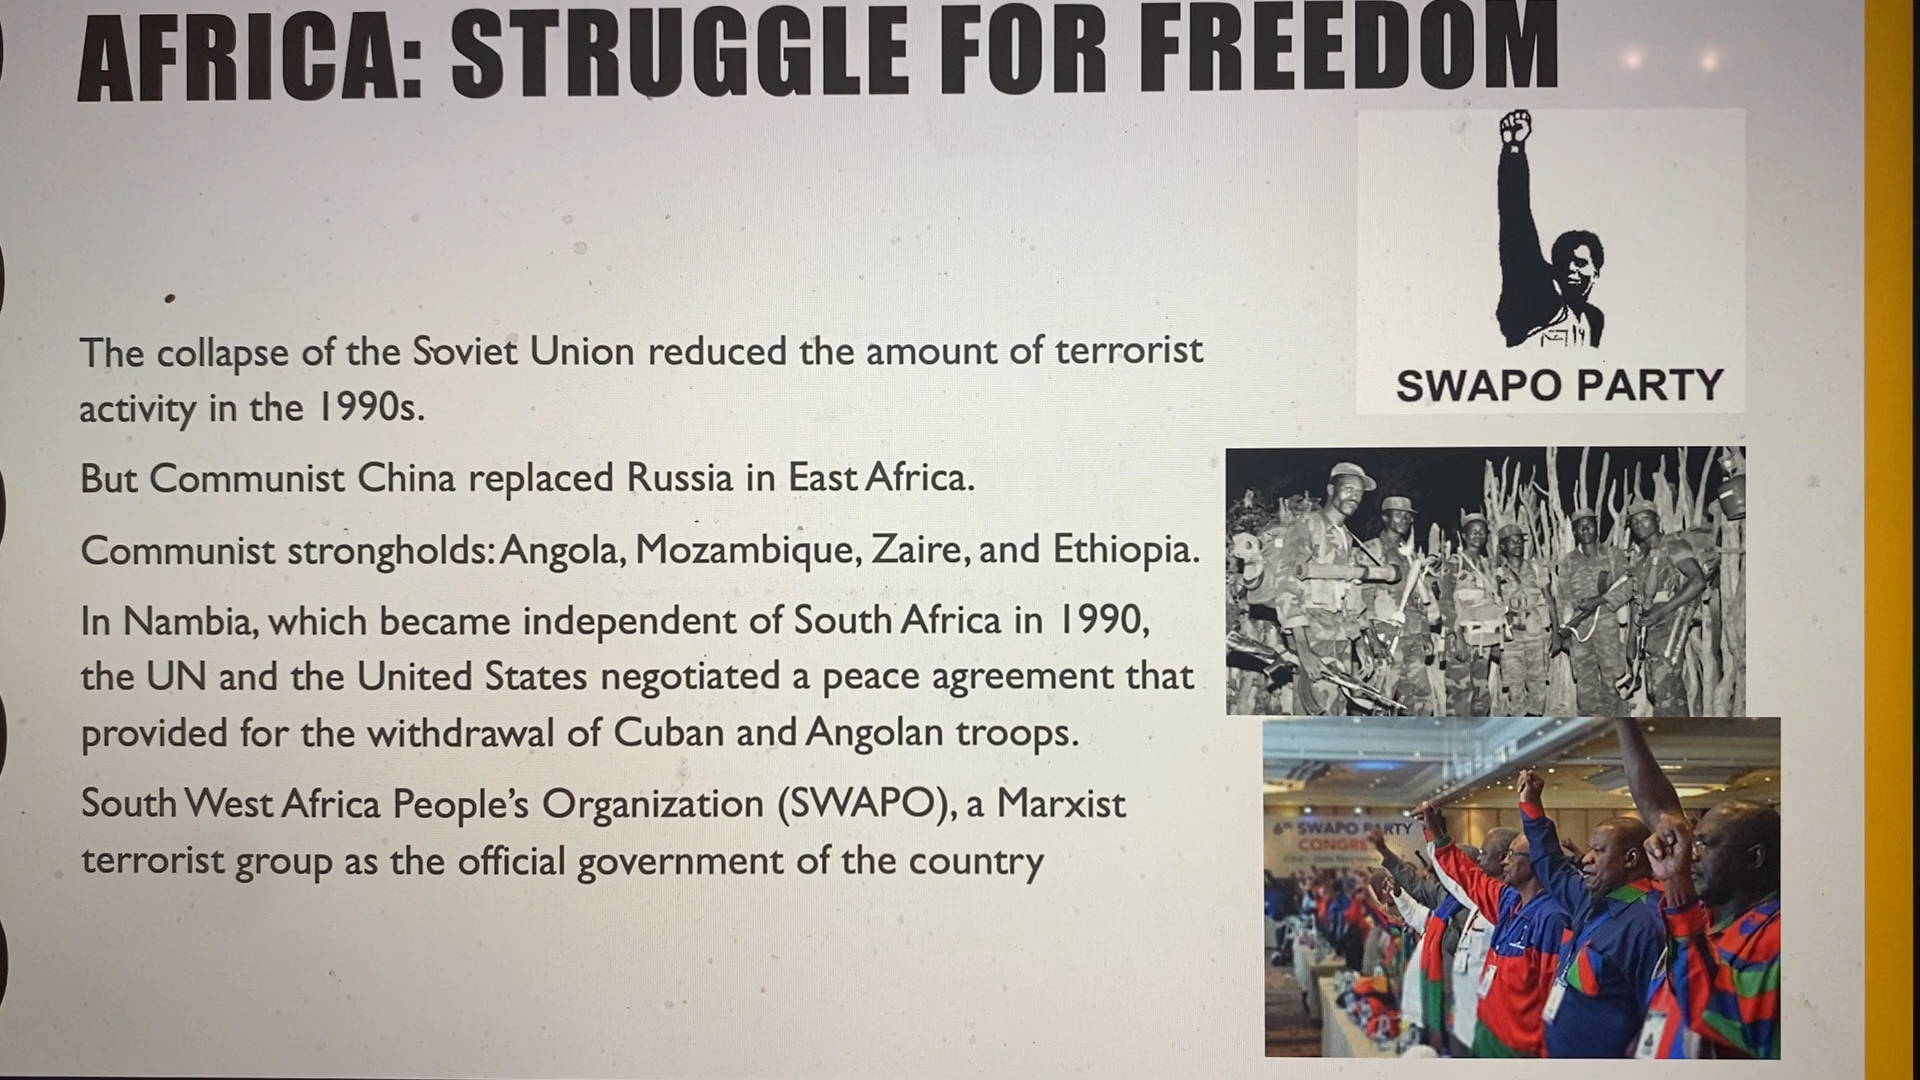 AFRICA: STRUGGLE FOR FREEDOM
SWAPO PARTY
The collapse of the Soviet Union reduced the amount of terrorist
activity in the 1990s.
But Communist China replaced Russia in East Africa.
Communist strongholds: Angola, Mozambique, Zaire, and Ethiopia.
In Nambia, which became independent of South Africa in 1990,
the UN and the United States negotiated a peace agreement that
provided for the withdrawal of Cuban and Angolan troops.
South West Africa People's Organization (SWAPO), a Marxist
terrorist group as the official government of the country
6TH SWAPO PARTY